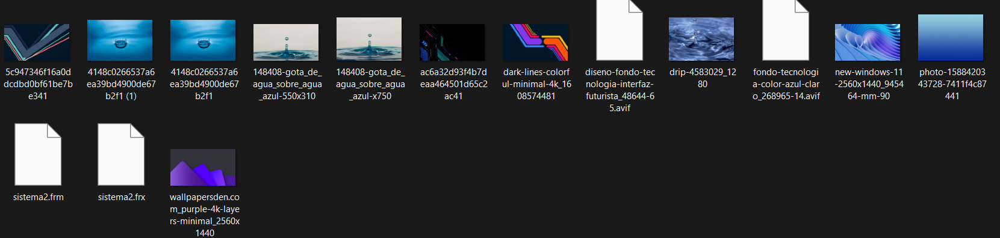 5c947346f16a0d
dcdbd0bf61be7b
e341
4148c0266537a6
ea39bd4900de67
b2f1 (1)
4148c0266537a6
ea39bd4900de67
b2f1
148408-gota_de_
agua_sobre_agua
_azul-550x310
148408-gota_de_
agua_sobre_agua
_azul-x750
ac6a32d93f4b7d
eaa464501d65c2
ac41
dark-lines-colorf
ul-minimal-4k_16
08574481
diseno-fondo-tec
nologia-interfaz-
futurista_48644-6
5.avif
drip-4583029_12
80
fondo-tecnologi
a-color-azul-clar
o_268965-14.avif
new-windows-11
-2560x1440_9454
64-mm-90
photo-15884203
43728-7411f4c87
441
sistema2.frm
sistema2.frx
wallpapersden.co
m_purple-4k-laye
rs-minimal_2560x
1440